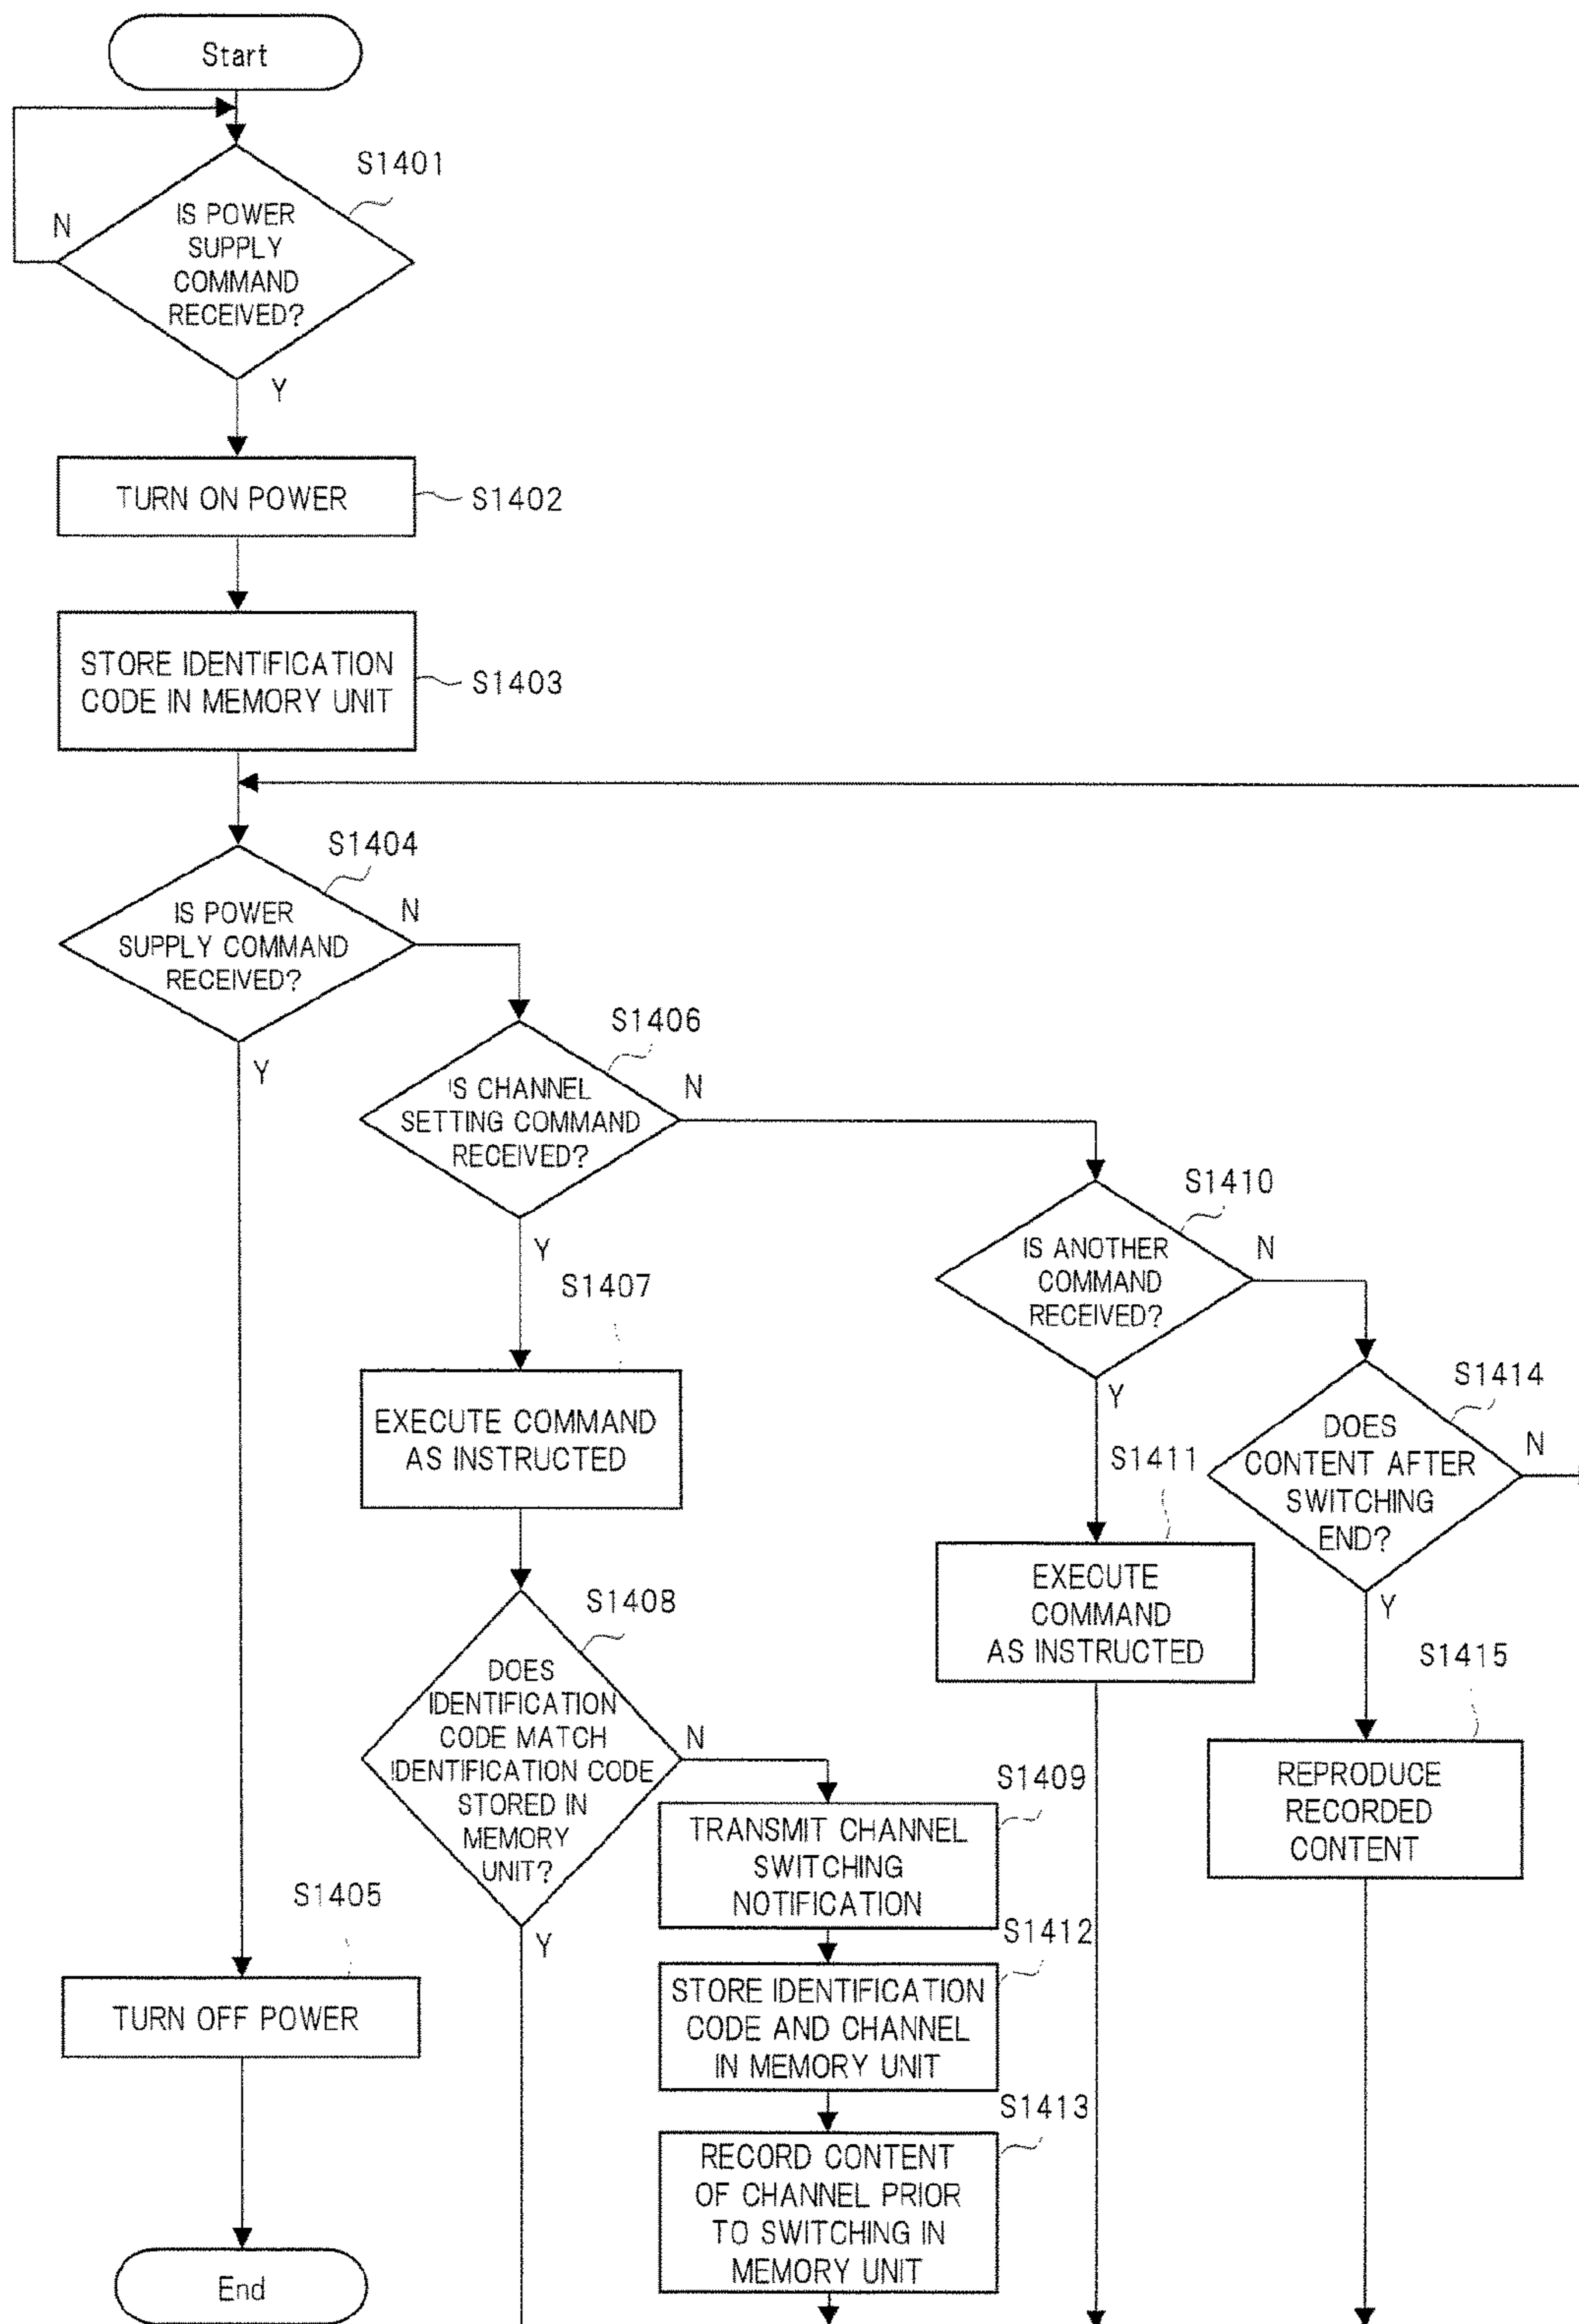 Start
S1401
N
IS POWER
SUPPLY
COMMAND
RECEIVED?
Y
TURN ON POWER
S1402
STORE IDENTIFICATION
CODE IN MEMORY UNIT
S1403
S1404
N
IS POWER
SUPPLY COMMAND
RECEIVED?
Y
S1406
N
IS CHANNEL
SETTING COMMAND
RECEIVED?
Y
S1407
EXECUTE COMMAND
AS INSTRUCTED
S1410
N
IS ANOTHER
COMMAND
RECEIVED?
Y
S1411
EXECUTE
COMMAND
AS INSTRUCTED
S1414
N
DOES
CONTENT AFTER
SWITCHING
END?
Y
S1415
REPRODUCE
RECORDED
CONTENT
S1408
DOES
IDENTIFICATION
CODE MATCH
IDENTIFICATION CODE
STORED IN
MEMORY
UNIT?
N
Y
S1409
TRANSMIT CHANNEL
SWITCHING
NOTIFICATION
S1412
STORE IDENTIFICATION
CODE AND CHANNEL
IN MEMORY UNIT
S1413
RECORD CONTENT
OF CHANNEL PRIOR
TO SWITCHING IN
MEMORY UNIT
S1405
TURN OFF POWER
End